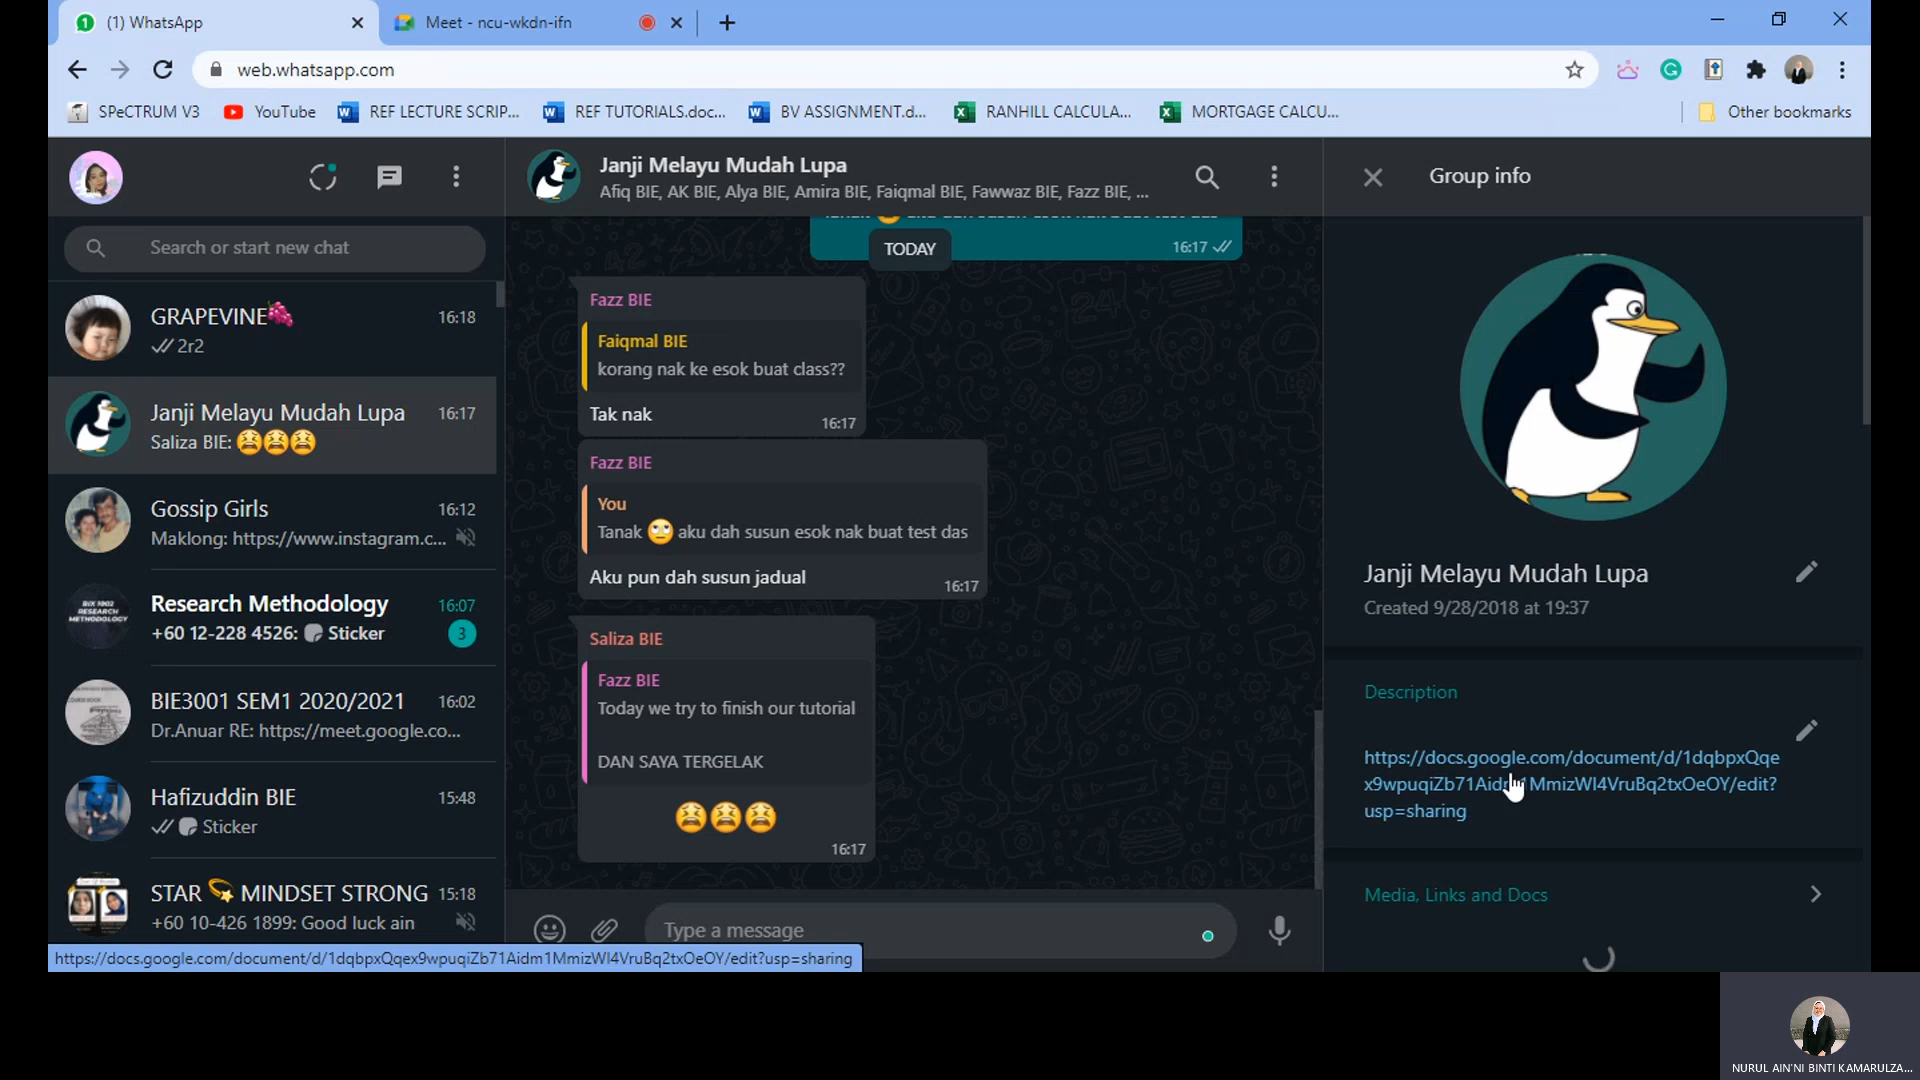 (1) WhatsApp
Meet - ncu-wkdn-ifn
web.whatsapp.com
SPeCTRUM V3
YouTube
REF LECTURE SCRIP...
REF TUTORIALS.doc...
BV ASSIGNMENT.d...
RANHILL CALCULA...
MORTGAGE CALCU...
Other bookmarks
Search or start new chat
GRAPEVINE🍇 16:18
2r2
Janji Melayu Mudah Lupa 16:17
Saliza BIE: 😫😫😫
Gossip Girls 16:12
Maklong: https://www.instagram.c...
BIX 1002
RESEARCH
METHODOLOGY
Research Methodology 16:07
+60 12-228 4526: Sticker 3
BIE3001 SEM1 2020/2021 16:02
Dr.Anuar RE: https://meet.google.co...
Hafizuddin BIE 15:48
Sticker
STAR 💫 MINDSET STRONG 15:18
+60 10-426 1899: Good luck ain
Janji Melayu Mudah Lupa
Afiq BIE, AK BIE, Alya BIE, Amira BIE, Faiqmal BIE, Fawwaz BIE, Fazz BIE, ...
16:17
TODAY
Fazz BIE
Faiqmal BIE
korang nak ke esok buat class??
Tak nak
16:17
Fazz BIE
You
Tanak 🙄 aku dah susun esok nak buat test das
Aku pun dah susun jadual
16:17
Saliza BIE
Fazz BIE
Today we try to finish our tutorial
DAN SAYA TERGELAK
😫😫😫
16:17
Type a message
Group info
Janji Melayu Mudah Lupa
Created 9/28/2018 at 19:37
Description
https://docs.google.com/document/d/1dqbpxQqe
x9wpuqiZb71Aidm1MmizWI4VruBq2txOeOY/edit?
usp=sharing
Media, Links and Docs
https://docs.google.com/document/d/1dqbpxQqex9wpuqiZb71Aidm1MmizWI4VruBq2txOeOY/edit?usp=sharing
NURUL AIN'NI BINTI KAMARULZA...